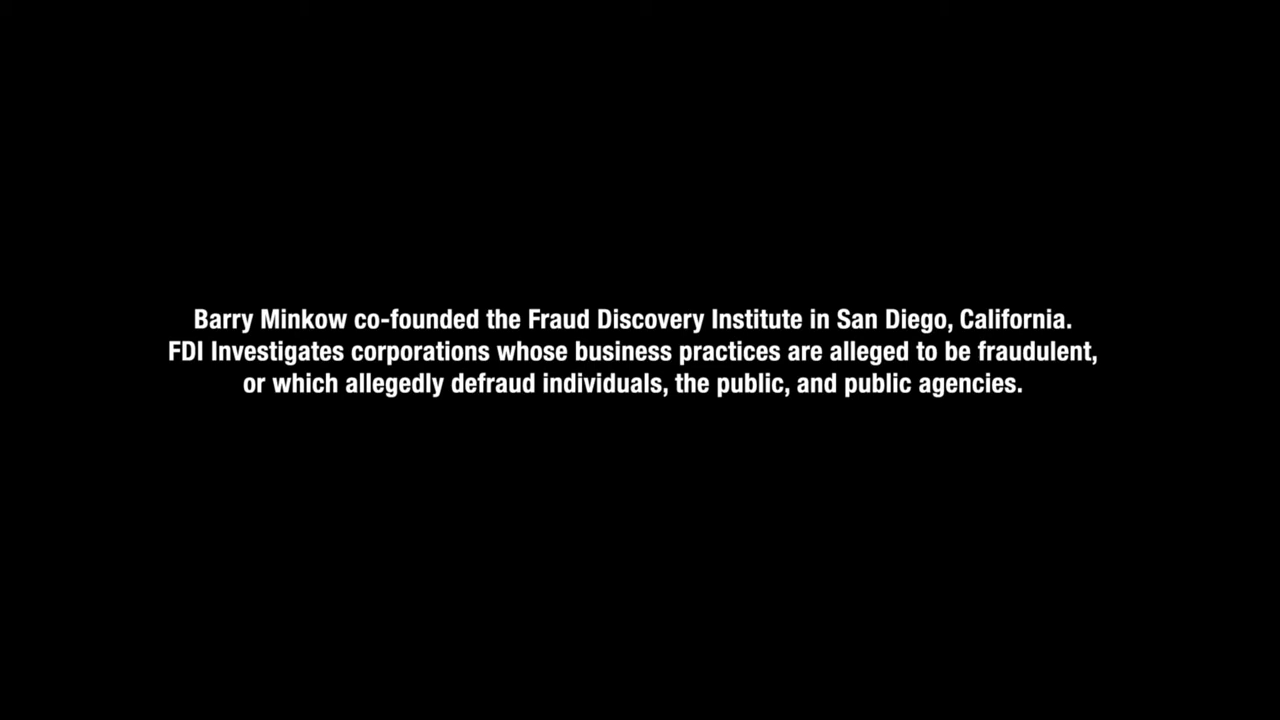 Barry Minkow co-founded the Fraud Discovery Institute in San Diego, California.
FDI Investigates corporations whose business practices are alleged to be fraudulent,
or which allegedly defraud individuals, the public, and public agencies.